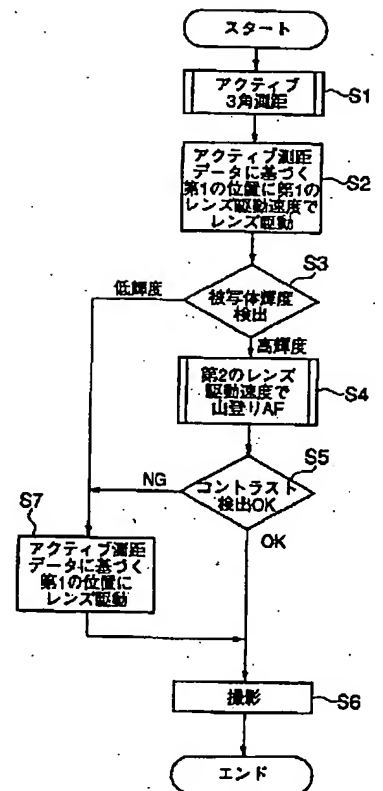 スタート
アクティブ
3角測距
S1
アクティブ測距
データに基づく
第1の位置に第1の
レンズ駆動速度で
レンズ駆動
S2
S3
被写体輝度
検出
低輝度
高輝度
第2のレンズ
駆動速度で
山登りAF
S4
S5
コントラスト
検出OK
NG
OK
S7
アクティブ測距
データに基づく
第1の位置に
レンズ駆動
撮影
S6
エンド